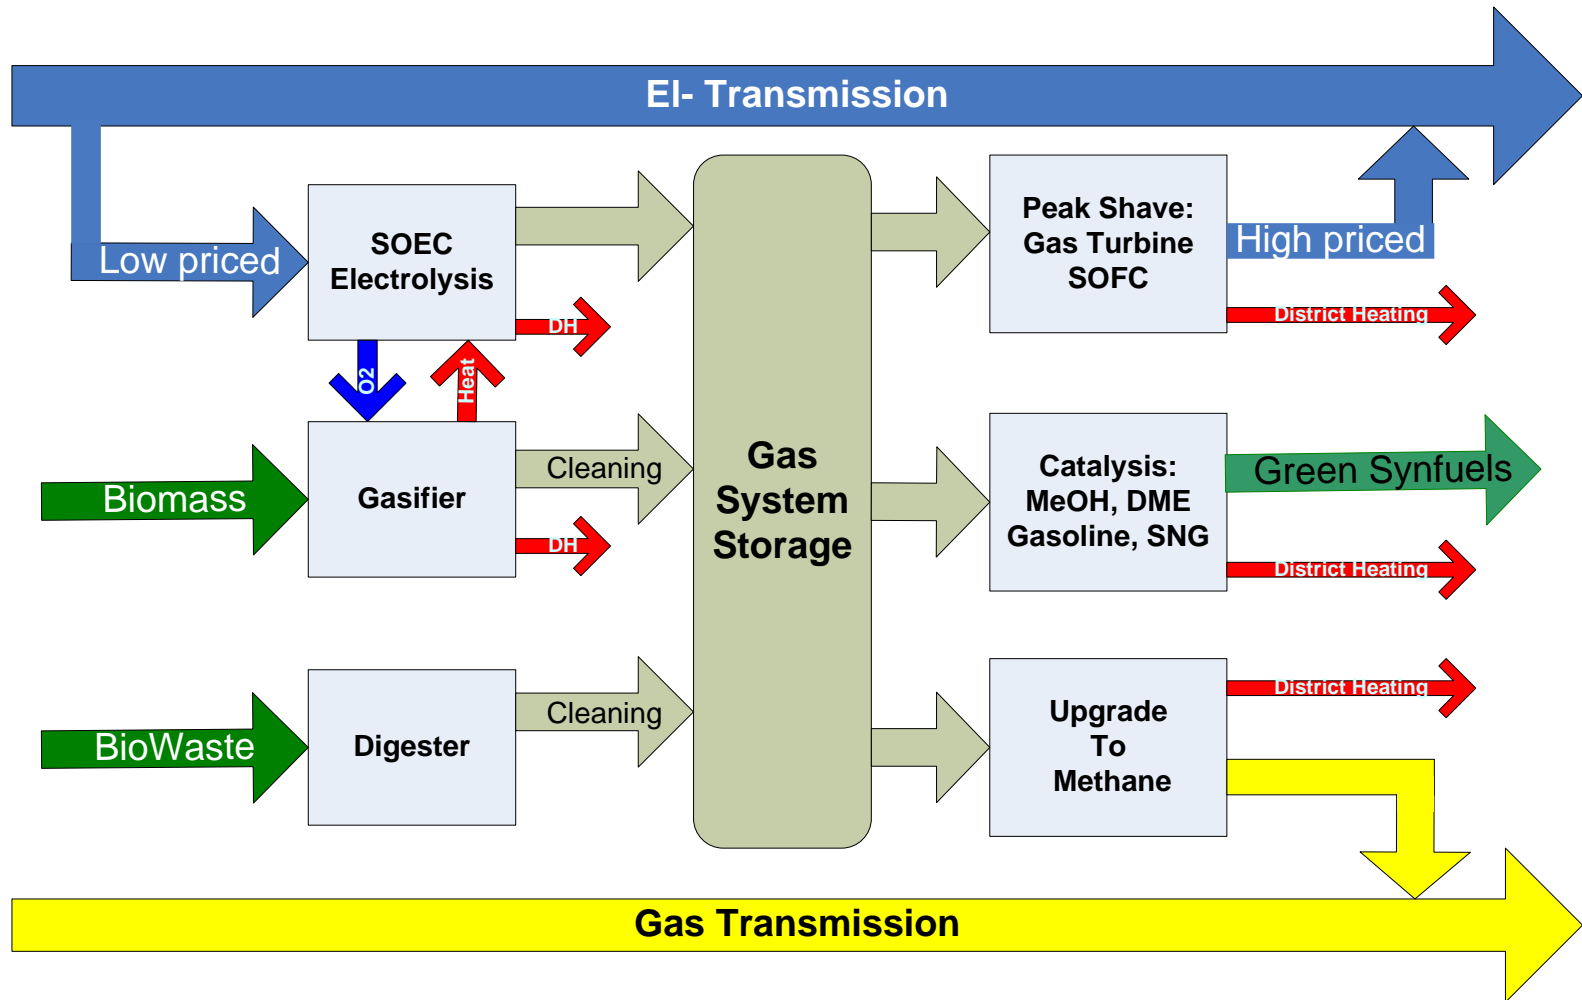 El- Transmission
Low priced
SOEC
Electrolysis
DH
O2
Heat
Peak Shave:
Gas Turbine
SOFC
High priced
District Heating
Biomass
Gasifier
Cleaning
DH
Gas
System
Storage
Catalysis:
MeOH, DME
Gasoline, SNG
Green Synfuels
District Heating
BioWaste
Digester
Cleaning
Upgrade
To
Methane
District Heating
Gas Transmission